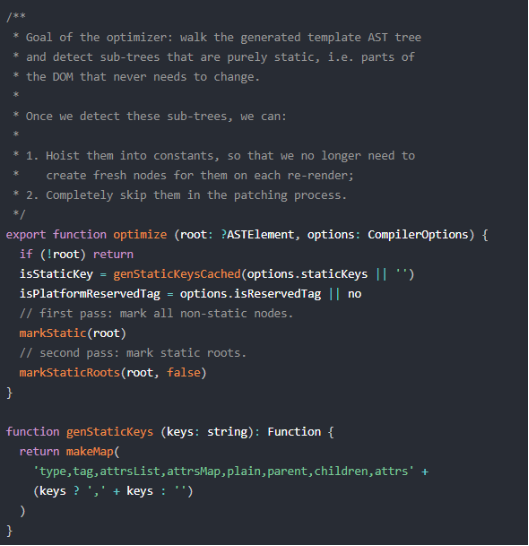 /**
 * Goal of the optimizer: walk the generated template AST tree
 * and detect sub-trees that are purely static, i.e. parts of
 * the DOM that never needs to change.
 *
 * Once we detect these sub-trees, we can:
 *
 * 1. Hoist them into constants, so that we no longer need to
 *    create fresh nodes for them on each re-render;
 * 2. Completely skip them in the patching process.
 */
export function optimize (root: ?ASTElement, options: CompilerOptions) {
  if (!root) return
  isStaticKey = genStaticKeysCached(options.staticKeys || '')
  isPlatformReservedTag = options.isReservedTag || no
  // first pass: mark all non-static nodes.
  markStatic(root)
  // second pass: mark static roots.
  markStaticRoots(root, false)
}

function genStaticKeys (keys: string): Function {
  return makeMap(
    'type,tag,attrsList,attrsMap,plain,parent,children,attrs' +
    (keys ? ',' + keys : '')
  )
}